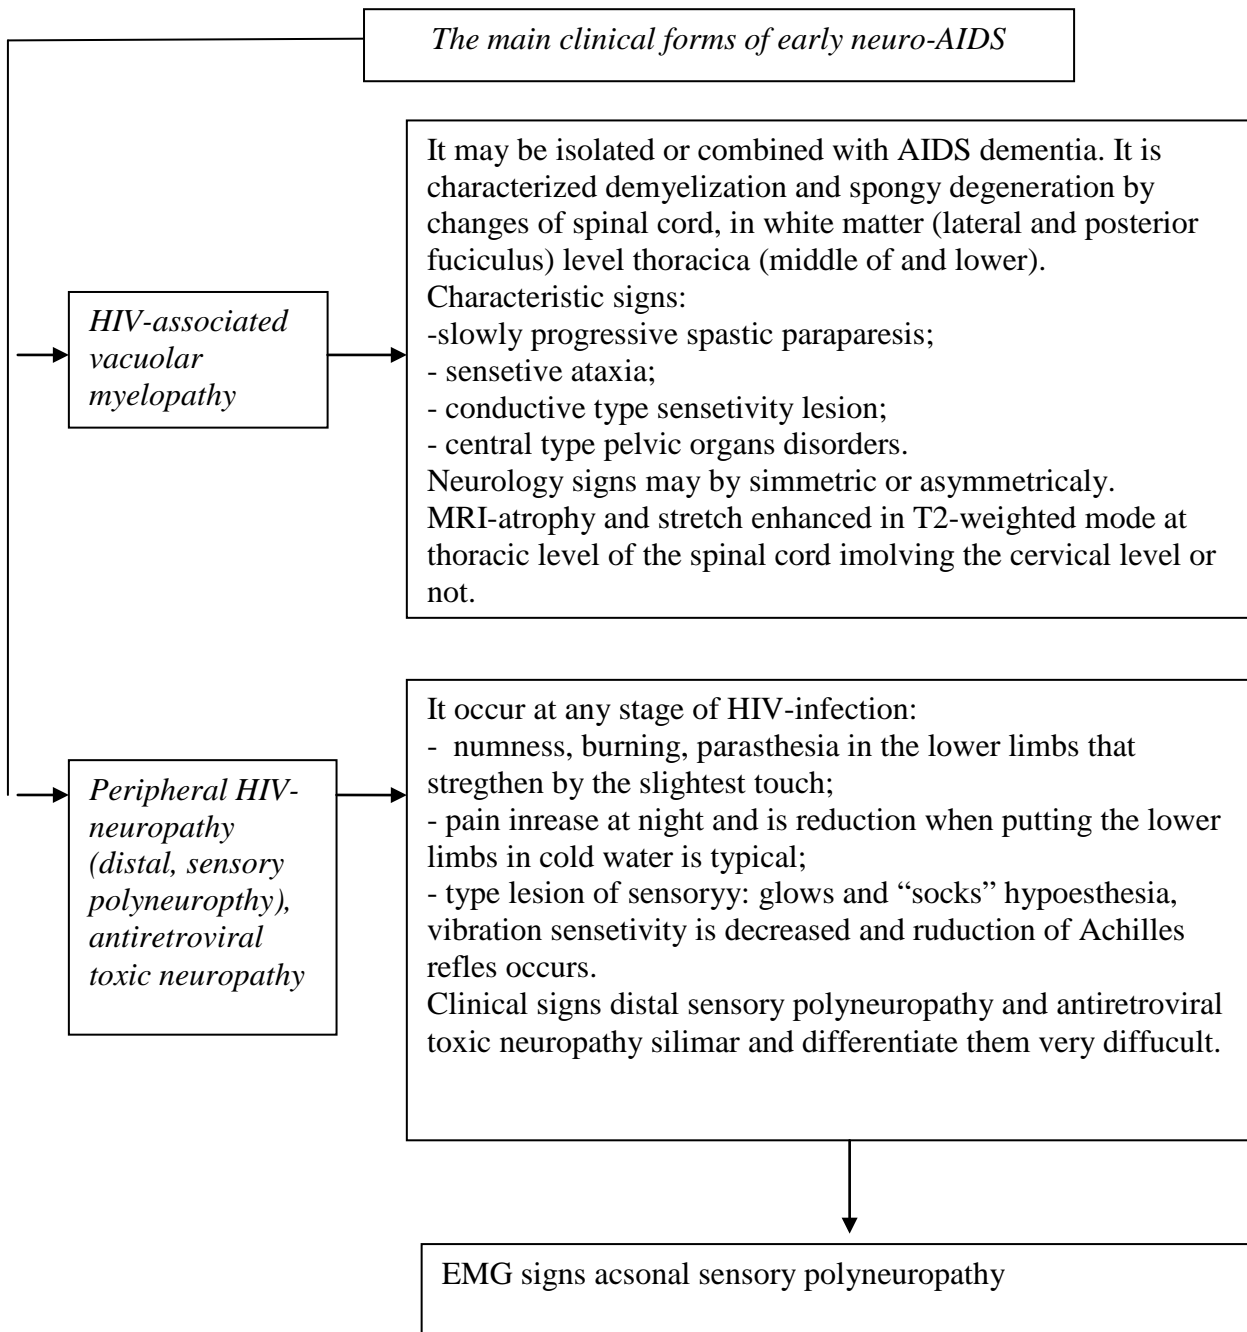 The main clinical forms of early neuro-AIDS
HIV-associated
vacuolar
myelopathy
It may be isolated or combined with AIDS dementia. It is
characterized demyelization and spongy degeneration by
changes of spinal cord, in white matter (lateral and posterior
fuciculus) level thoracica (middle of and lower).
Characteristic signs:
-slowly progressive spastic paraparesis;
- sensetive ataxia;
- conductive type sensetivity lesion;
- central type pelvic organs disorders.
Neurology signs may by simmetric or asymmetricaly.
MRI-atrophy and stretch enhanced in T2-weighted mode at
thoracic level of the spinal cord imolving the cervical level or
not.
Peripheral HIV-
neuropathy
(distal, sensory
polyneuropthy),
antiretroviral
toxic neuropathy
It occur at any stage of HIV-infection:
- numness, burning, parasthesia in the lower limbs that
stregthen by the slightest touch;
- pain inrease at night and is reduction when putting the lower
limbs in cold water is typical;
- type lesion of sensoryy: glows and “socks” hypoesthesia,
vibration sensetivity is decreased and ruduction of Achilles
refles occurs.
Clinical signs distal sensory polyneuropathy and antiretroviral
toxic neuropathy silimar and differentiate them very diffucult.
EMG signs acsonal sensory polyneuropathy